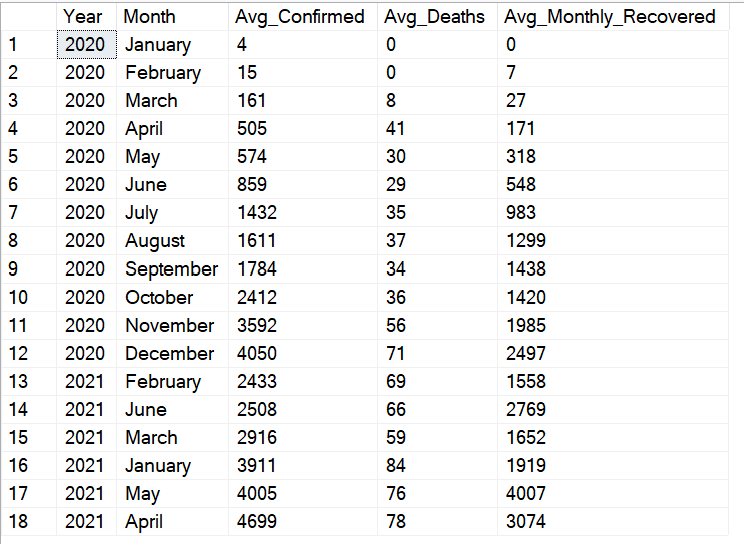 Year Month Avg_Confirmed Avg_Deaths Avg_Monthly_Recovered
1 2020 January 4 0 0
2 2020 February 15 0 7
3 2020 March 161 8 27
4 2020 April 505 41 171
5 2020 May 574 30 318
6 2020 June 859 29 548
7 2020 July 1432 35 983
8 2020 August 1611 37 1299
9 2020 September 1784 34 1438
10 2020 October 2412 36 1420
11 2020 November 3592 56 1985
12 2020 December 4050 71 2497
13 2021 February 2433 69 1558
14 2021 June 2508 66 2769
15 2021 March 2916 59 1652
16 2021 January 3911 84 1919
17 2021 May 4005 76 4007
18 2021 April 4699 78 3074